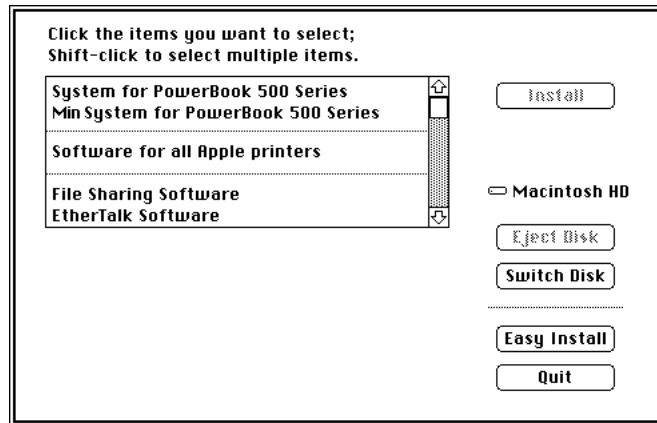 Click the items you want to select;
Shift-click to select multiple items.
System for PowerBook 500 Series
Min System for PowerBook 500 Series
Software for all Apple printers
File Sharing Software
EtherTalk Software
Install
Macintosh HD
Eject Disk
Switch Disk
Easy Install
Quit